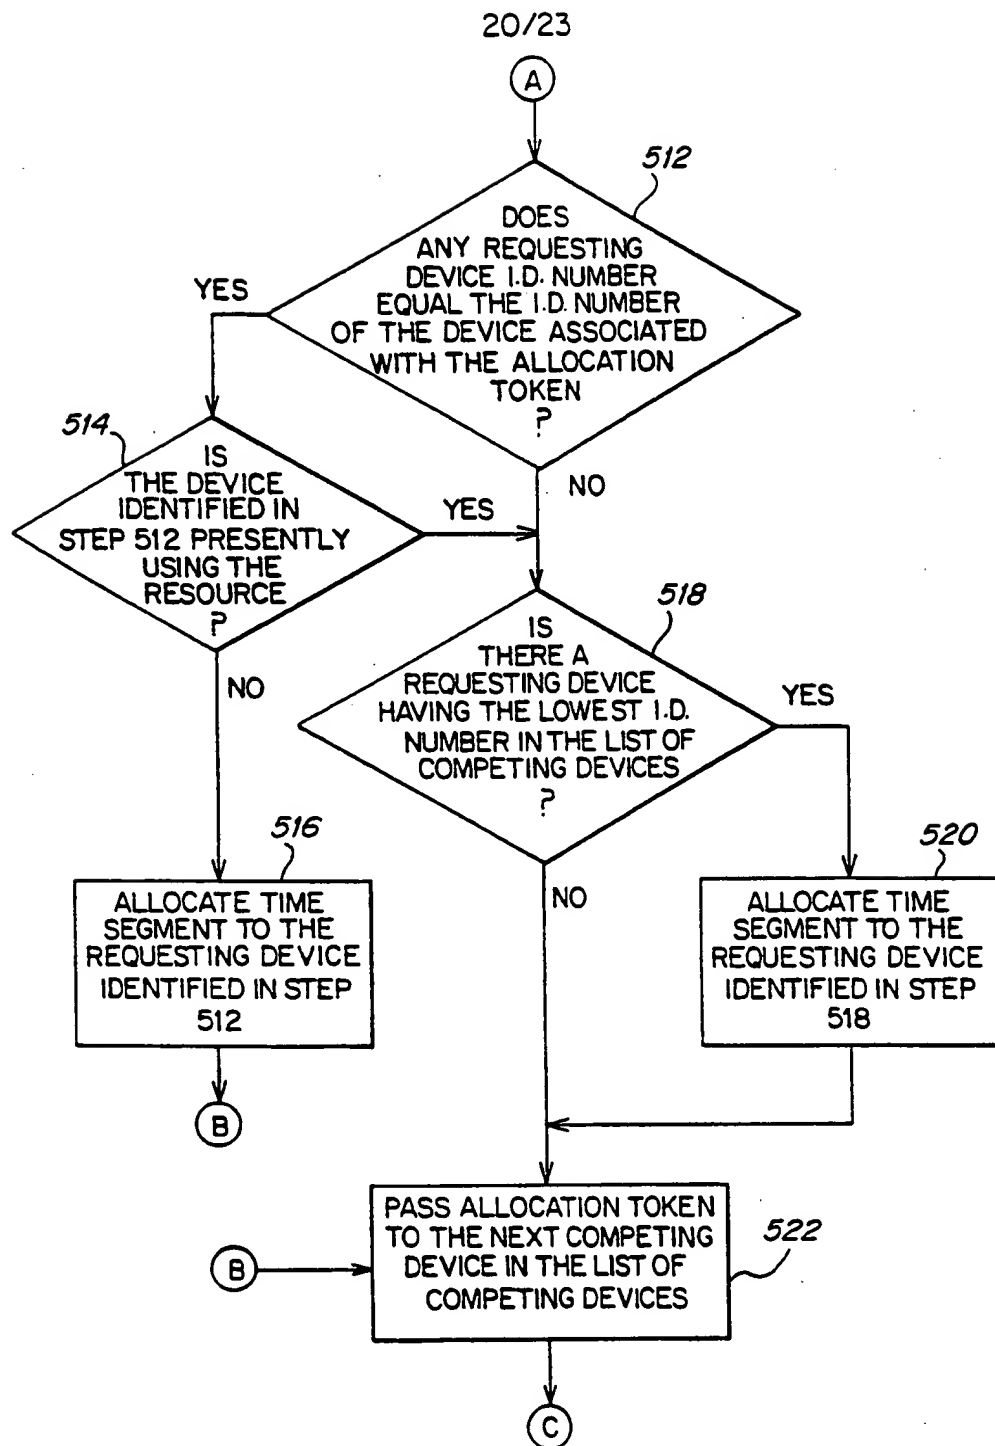 20/23
A
512
DOES
ANY REQUESTING
DEVICE I.D. NUMBER
EQUAL THE I.D. NUMBER
OF THE DEVICE ASSOCIATED
WITH THE ALLOCATION
TOKEN
?
YES
NO
514
IS
THE DEVICE
IDENTIFIED IN
STEP 512 PRESENTLY
USING THE
RESOURCE
?
YES
NO
518
IS
THERE A
REQUESTING DEVICE
HAVING THE LOWEST I.D.
NUMBER IN THE LIST OF
COMPETING DEVICES
?
YES
NO
516
ALLOCATE TIME
SEGMENT TO THE
REQUESTING DEVICE
IDENTIFIED IN STEP
512
B
520
ALLOCATE TIME
SEGMENT TO THE
REQUESTING DEVICE
IDENTIFIED IN STEP
518
B
PASS ALLOCATION TOKEN
TO THE NEXT COMPETING
DEVICE IN THE LIST OF
COMPETING DEVICES
522
C